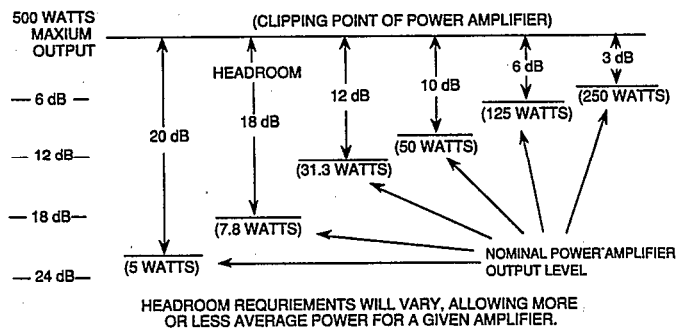 500 WATTS
MAXIUM
OUTPUT
(CLIPPING POINT OF POWER AMPLIFIER)
HEADROOM
3 dB
6 dB
10 dB
12 dB
18 dB
20 dB
— 6 dB —
— 12 dB—
— 18 dB—
— 24 dB—
(250 WATTS)
(125 WATTS)
(50 WATTS)
(31.3 WATTS)
(7.8 WATTS)
(5 WATTS)
NOMINAL POWER AMPLIFIER
OUTPUT LEVEL
HEADROOM REQURIEMENTS WILL VARY, ALLOWING MORE
OR LESS AVERAGE POWER FOR A GIVEN AMPLIFIER.